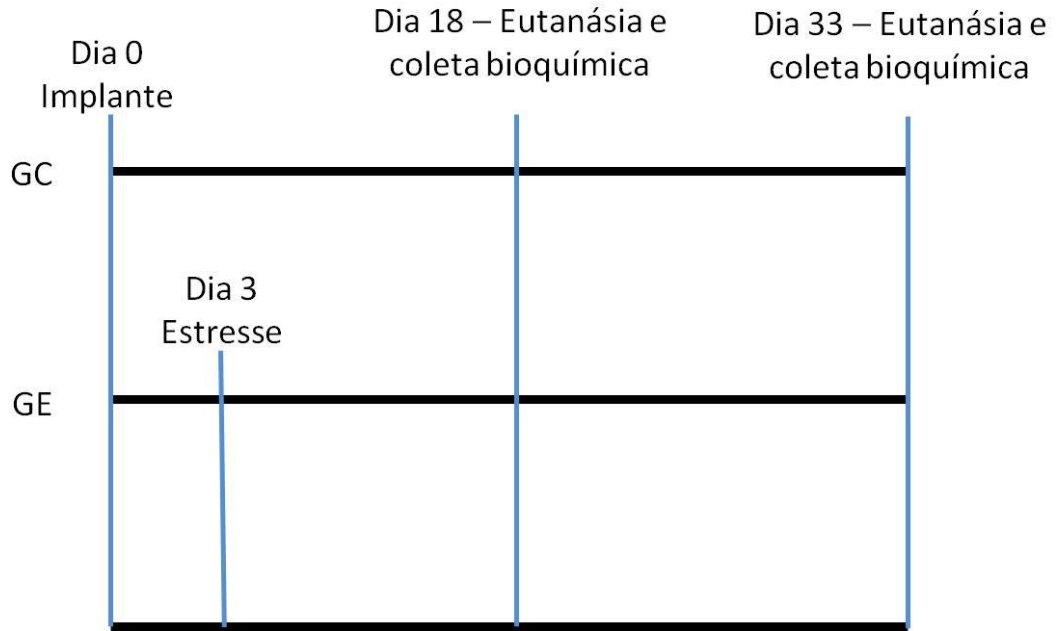 Dia 0
Implante
Dia 18 – Eutanásia e
coleta bioquímica
Dia 33 – Eutanásia e
coleta bioquímica
GC
Dia 3
Estresse
GE